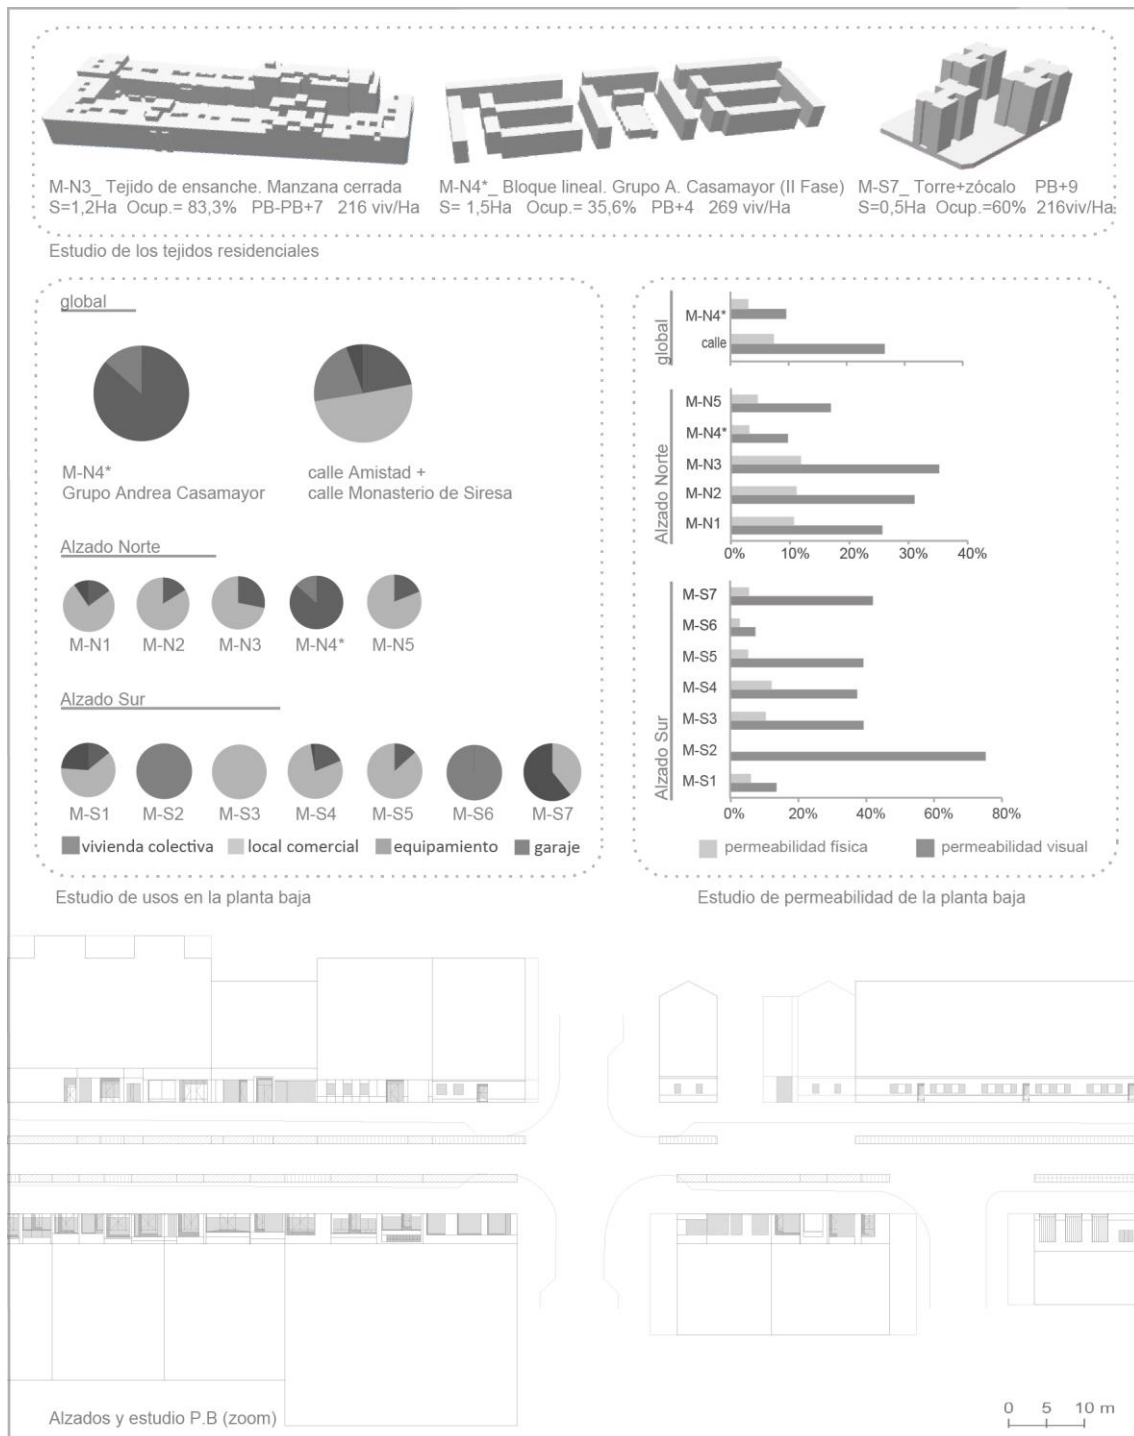 M-N3_ Tejido de ensanche. Manzana cerrada
S=1,2Ha Ocup.= 83,3% PB-PB+7 216 viv/Ha
M-N4*_ Bloque lineal. Grupo A. Casamayor (II Fase)
S= 1,5Ha Ocup.= 35,6% PB+4 269 viv/Ha
M-S7_ Torre+zócalo PB+9
S=0,5Ha Ocup.=60% 216viv/Ha
Estudio de los tejidos residenciales
global
M-N4*
Grupo Andrea Casamayor
calle Amistad +
calle Monasterio de Siresa
Alzado Norte
M-N1 M-N2 M-N3 M-N4* M-N5
Alzado Sur
M-S1 M-S2 M-S3 M-S4 M-S5 M-S6 M-S7
vivienda colectiva local comercial equipamiento garaje
Estudio de usos en la planta baja
global
M-N4*
calle
Alzado Norte
M-N5
M-N4*
M-N3
M-N2
M-N1
0% 10% 20% 30% 40%
Alzado Sur
M-S7
M-S6
M-S5
M-S4
M-S3
M-S2
M-S1
0% 20% 40% 60% 80%
permeabilidad física permeabilidad visual
Estudio de permeabilidad de la planta baja
Alzados y estudio P.B (zoom)
0 5 10 m